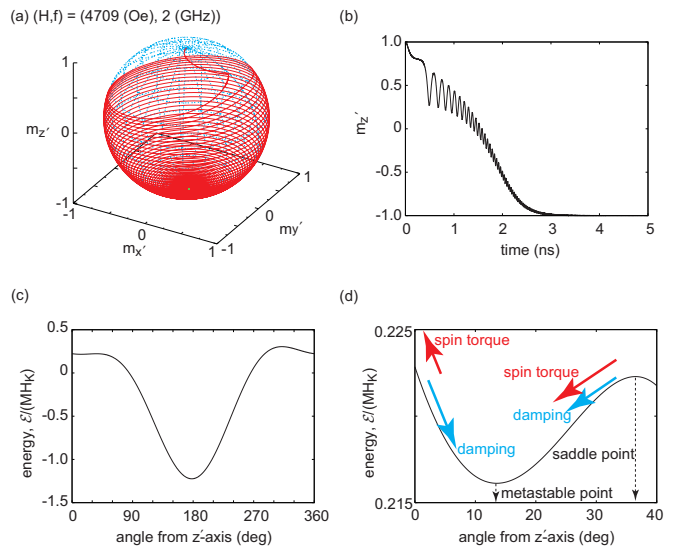 (a) (H,f) = (4709 (Oe), 2 (GHz))
1
0
-1
mz′
-1
0
1
mx′
-1
0
1
my′
(b)
1.0
0.5
0
-0.5
-1.0
mz′
0 1 2 3 4 5
time (ns)
(c)
0.5
0
-0.5
-1.0
-1.5
energy, ℰ/(MHK)
0 90 180 270 360
angle from z′-axis (deg)
(d)
0.225
0.215
energy, ℰ/(MHK)
spin torque
spin torque
damping
damping
saddle point
metastable point
0 10 20 30 40
angle from z′-axis (deg)